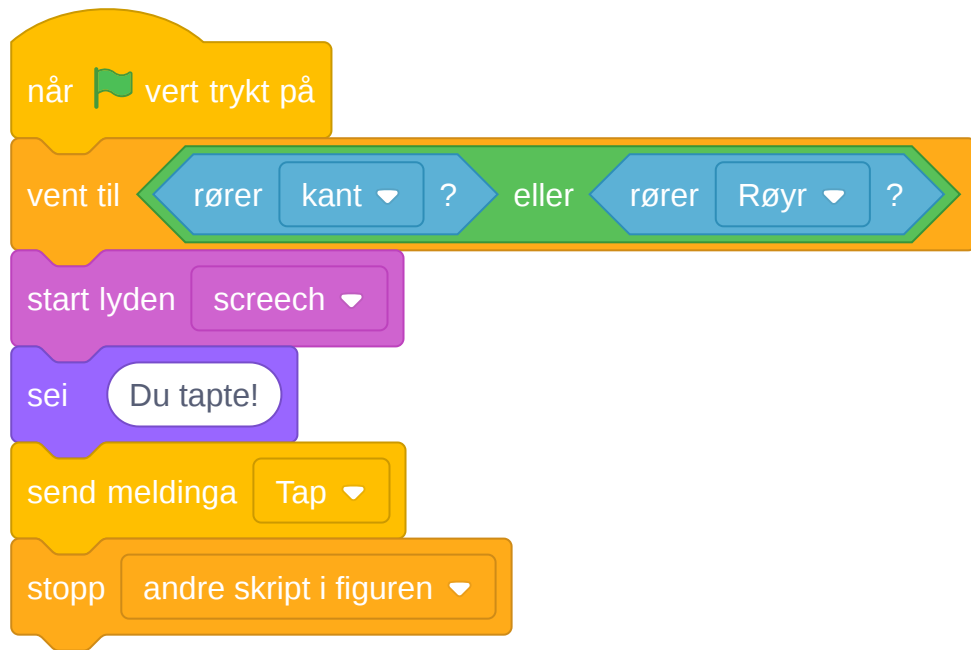 når vert trykt på
vent til rører kant ? eller rører Røyr ?
start lyden screech
sei Du tapte!
send meldinga Tap
stopp andre skript i figuren